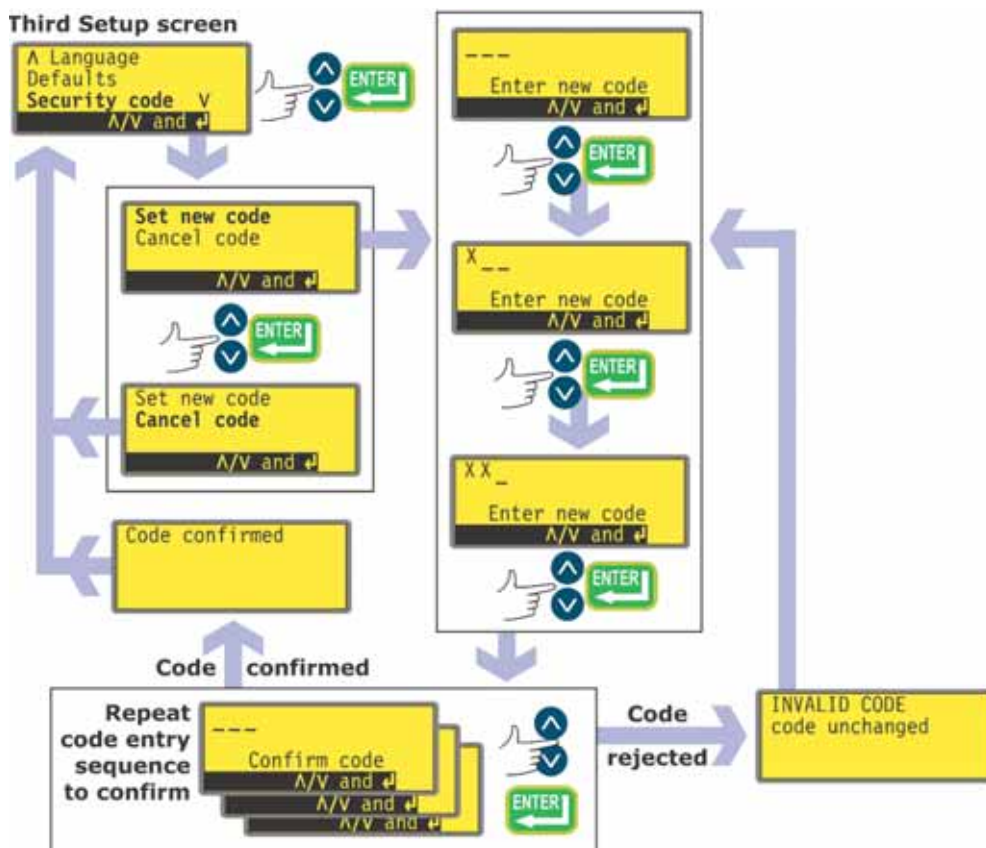 Third Setup screen
Λ Language
Defaults
Security code V
Λ/V and ↵
ENTER
Set new code
Cancel code
Λ/V and ↵
ENTER
Set new code
Cancel code
Λ/V and ↵
Code confirmed
Code confirmed
_ _ _
Enter new code
Λ/V and ↵
ENTER
X _ _
Enter new code
Λ/V and ↵
ENTER
X X _
Enter new code
Λ/V and ↵
ENTER
Repeat
code entry
sequence
to confirm
_ _ _
Confirm code
Λ/V and ↵
Λ/V and ↵
Λ/V and ↵
ENTER
Code
rejected
INVALID CODE
code unchanged